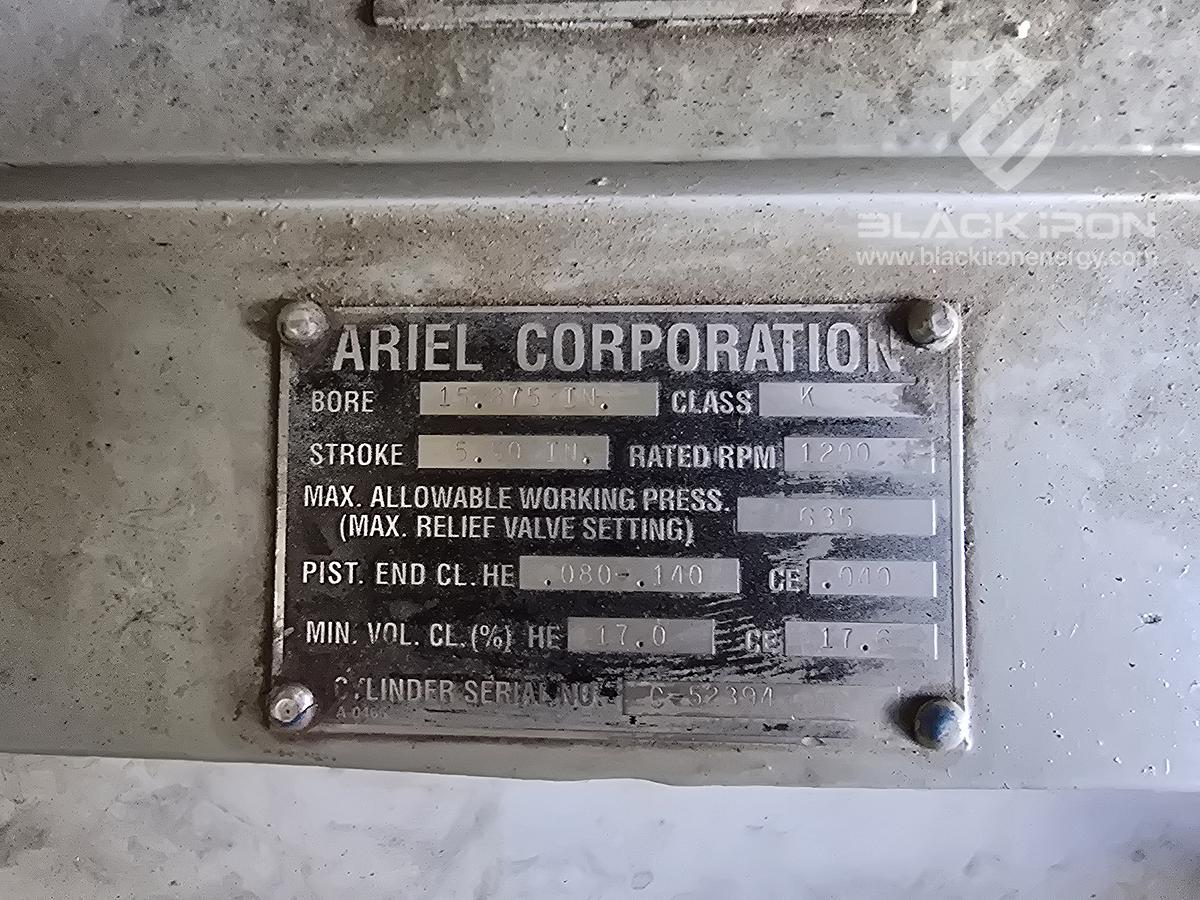 BLACK IRON
www.blackironenergy.com
ARIEL CORPORATION
BORE 15.375 IN. CLASS K
STROKE 5.50 IN. RATED RPM 1200
MAX. ALLOWABLE WORKING PRESS. 635
(MAX. RELIEF VALVE SETTING)
PIST. END CL. HE .080-.140 CE .040
MIN. VOL. CL. (%) HE 17.0 CE 17.6
CYLINDER SERIAL NO. C-52394